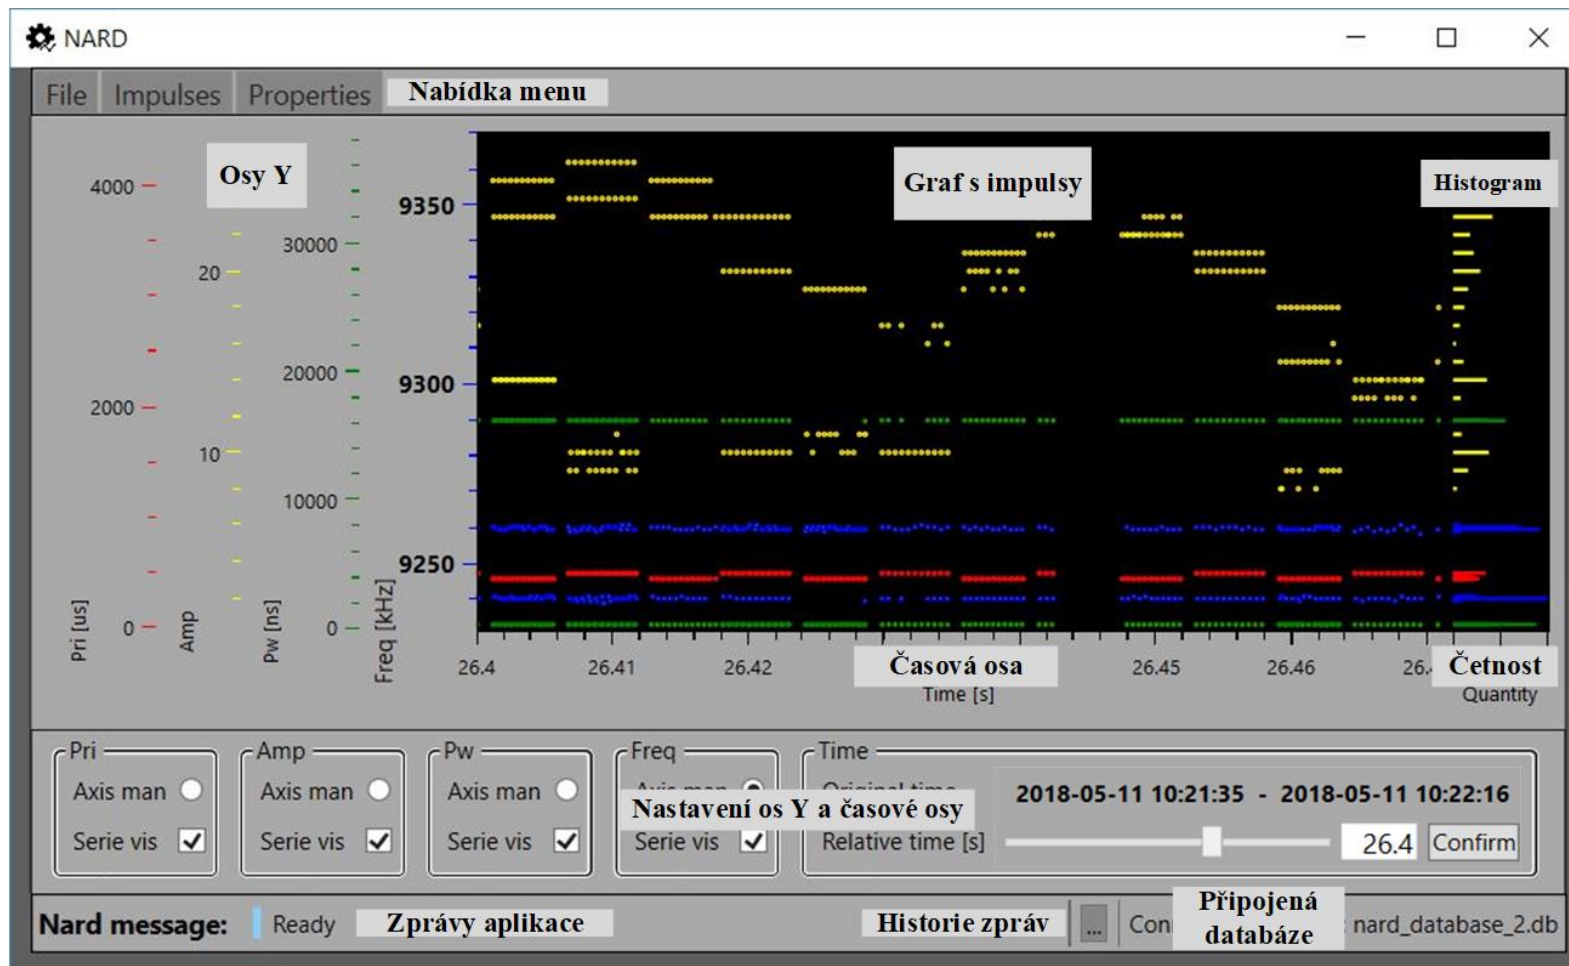 NARD
File Impulses Properties Nabídka menu
Osy Y
Graf s impulsy
Histogram
4000
2000
0
Pri [us]
20
10
Amp
30000
20000
10000
0
Pw [ns]
9350
9300
9250
Freq [kHz]
26.4 26.41 26.42 Časová osa 26.45 26.46 26. Četnost
Time [s] Quantity
Pri Amp Pw Freq Time
Axis man Axis man Axis man Axis man Original time 2018-05-11 10:21:35 - 2018-05-11 10:22:16
Nastavení os Y a časové osy
Serie vis Serie vis Serie vis Serie vis Relative time [s] 26.4 Confirm
Nard message: Ready Zprávy aplikace Historie zpráv ... Připojená
databáze : nard_database_2.db